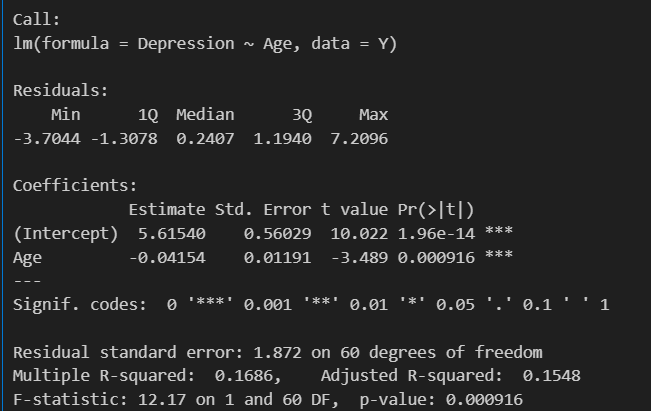 Call:
lm(formula = Depression ~ Age, data = Y)
Residuals:
    Min      1Q  Median      3Q     Max
-3.7044 -1.3078  0.2407  1.1940  7.2096
Coefficients:
            Estimate Std. Error t value Pr(>|t|)
(Intercept)  5.61540    0.56029  10.022 1.96e-14 ***
Age         -0.04154    0.01191  -3.489 0.000916 ***
---
Signif. codes:  0 '***' 0.001 '**' 0.01 '*' 0.05 '.' 0.1 ' ' 1
Residual standard error: 1.872 on 60 degrees of freedom
Multiple R-squared:  0.1686,    Adjusted R-squared:  0.1548
F-statistic: 12.17 on 1 and 60 DF,  p-value: 0.000916